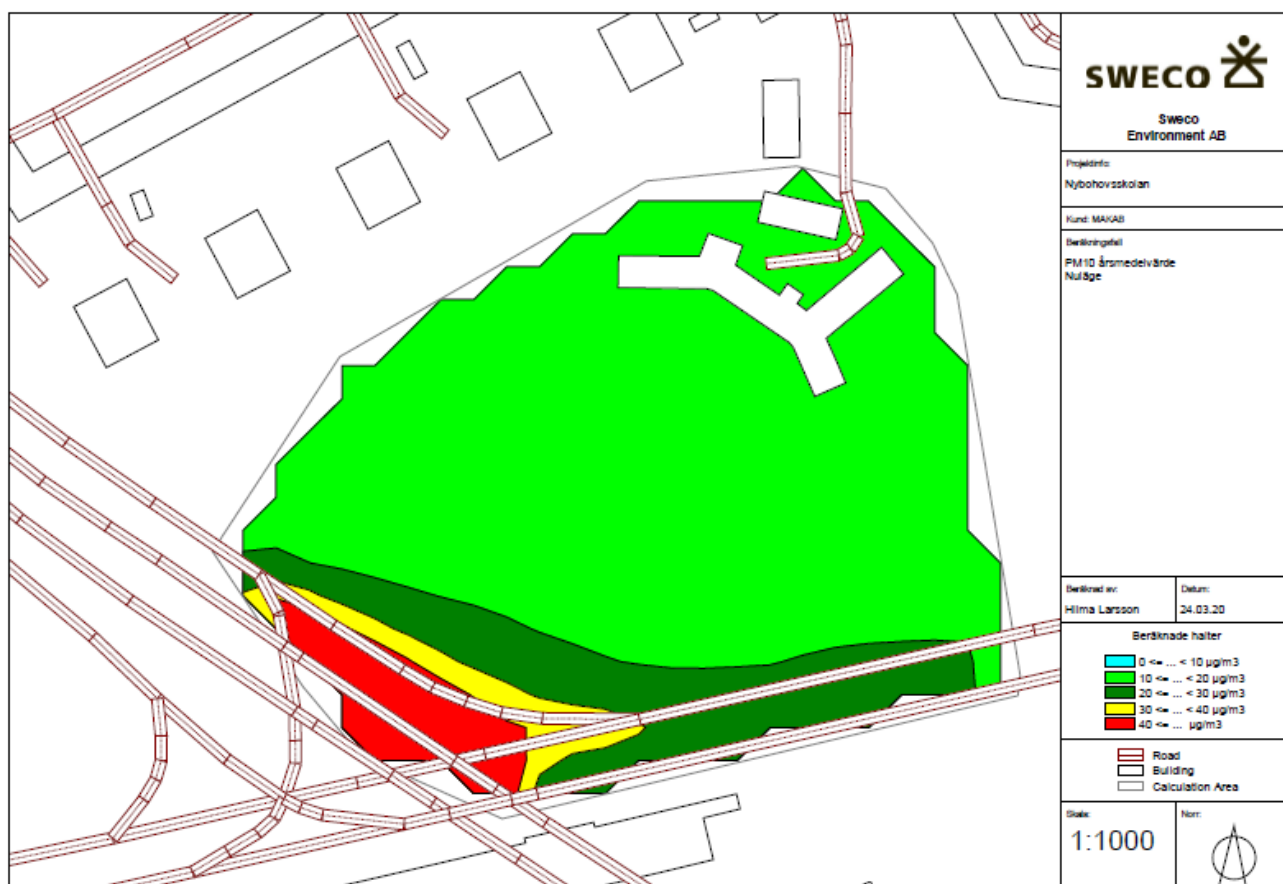 SWECO
Sweco
Environment AB
Projektinfo:
Nybohovsskolan
Kund: MAKAB
Beräkningsfall
PM10 årsmedelvärde
Nuläge
Beräknad av:
Hilma Larsson
Datum:
24.03.20
Beräknade halter
0 <= ... < 10 µg/m3
10 <= ... < 20 µg/m3
20 <= ... < 30 µg/m3
30 <= ... < 40 µg/m3
40 <= ... µg/m3
Road
Building
Calculation Area
Skala:
1:1000
Norr: